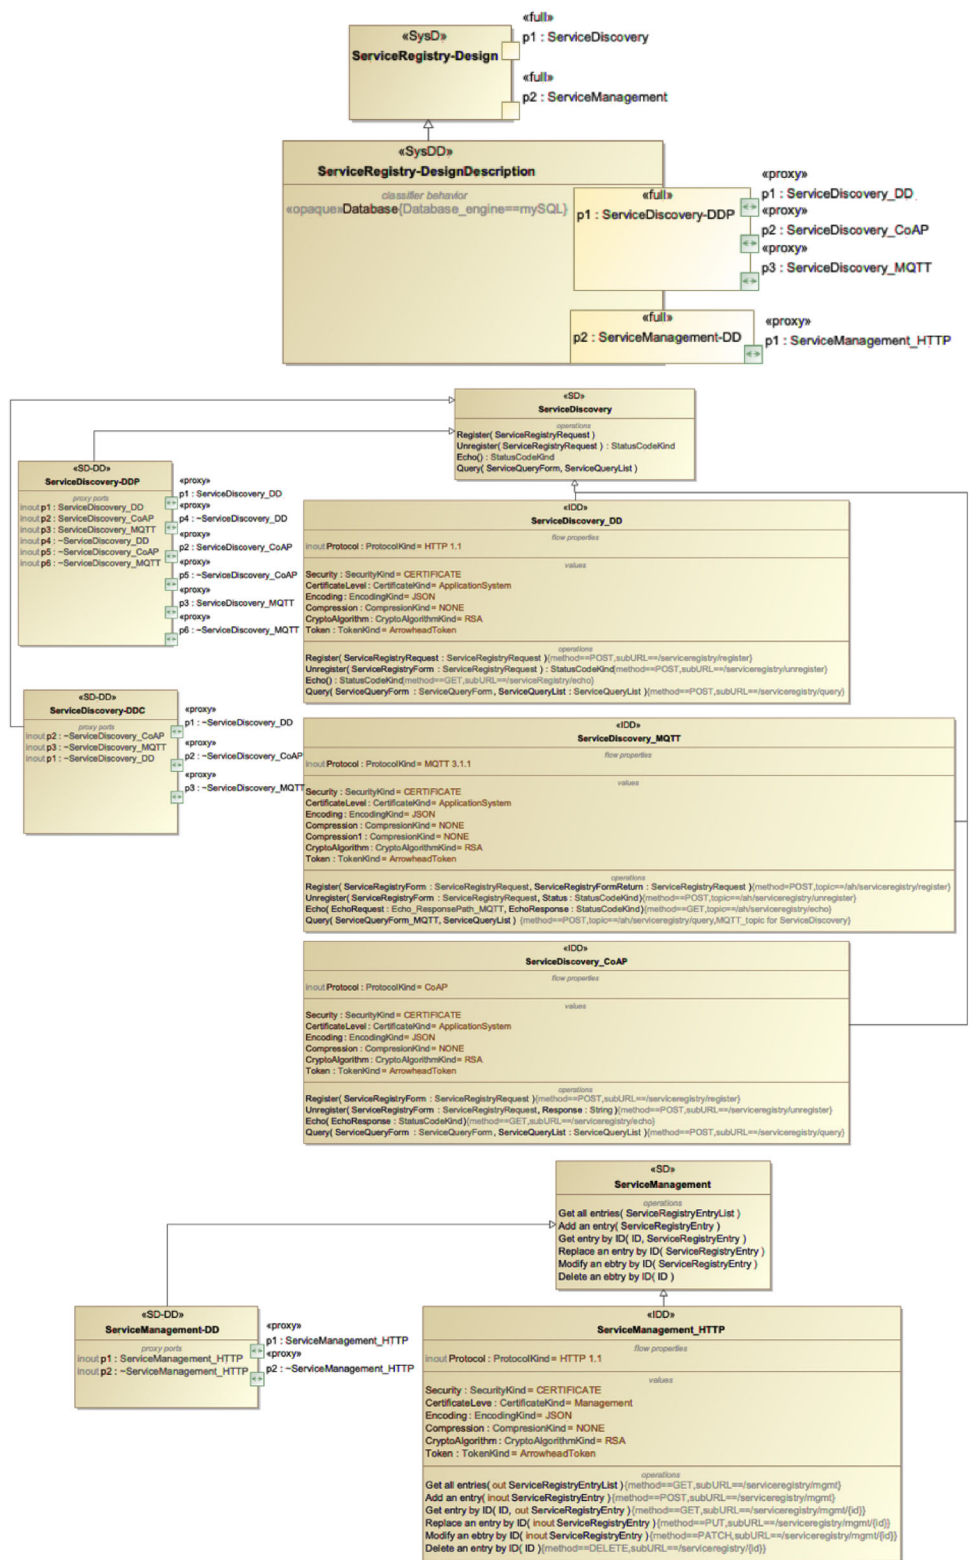 «full»
p1 : ServiceDiscovery
«SysD»
ServiceRegistry-Design
«full»
p2 : ServiceManagement
«SysDD»
ServiceRegistry-DesignDescription
classifier behavior
«opaque»Database{Database_engine==mySQL}
«full»
p1 : ServiceDiscovery-DDP
«proxy»
p1 : ServiceDiscovery_DD
«proxy»
p2 : ServiceDiscovery_CoAP
«proxy»
p3 : ServiceDiscovery_MQTT
«full»
p2 : ServiceManagement-DD
«proxy»
p1 : ServiceManagement_HTTP
«SD»
ServiceDiscovery
operations
Register( ServiceRegistryRequest )
Unregister( ServiceRegistryRequest ) : StatusCodeKind
Echo() : StatusCodeKind
Query( ServiceQueryForm, ServiceQueryList )
«SD-DD»
ServiceDiscovery-DDP
proxy ports
inout p1 : ServiceDiscovery_DD
inout p2 : ServiceDiscovery_CoAP
inout p3 : ServiceDiscovery_MQTT
inout p4 : ~ServiceDiscovery_DD
inout p5 : ~ServiceDiscovery_CoAP
inout p6 : ~ServiceDiscovery_MQTT
«proxy»
p1 : ServiceDiscovery_DD
«proxy»
p4 : ~ServiceDiscovery_DD
«proxy»
p2 : ServiceDiscovery_CoAP
«proxy»
p5 : ~ServiceDiscovery_CoAP
«proxy»
p3 : ServiceDiscovery_MQTT
«proxy»
p6 : ~ServiceDiscovery_MQTT
«IDD»
ServiceDiscovery_DD
flow properties
inout Protocol : ProtocolKind = HTTP 1.1
values
Security : SecurityKind = CERTIFICATE
CertificateLevel : CertificateKind = ApplicationSystem
Encoding : EncodingKind = JSON
Compression : CompresionKind = NONE
CryptoAlgorithm : CryptoAlgorithmKind = RSA
Token : TokenKind = ArrowheadToken
operations
Register( ServiceRegistryRequest : ServiceRegistryRequest ){method==POST,subURL==/serviceregistry/register}
Unregister( ServiceRegistryForm : ServiceRegistryRequest ) : StatusCodeKind{method==POST,subURL==/serviceregistry/unregister}
Echo() : StatusCodeKind{method==GET,subURL==/serviceRegistry/echo}
Query( ServiceQueryForm : ServiceQueryForm, ServiceQueryList : ServiceQueryList ){method==POST,subURL==/serviceregistry/query}
«SD-DD»
ServiceDiscovery-DDC
proxy ports
inout p2 : ~ServiceDiscovery_CoAP
inout p3 : ~ServiceDiscovery_MQTT
inout p1 : ~ServiceDiscovery_DD
«proxy»
p1 : ~ServiceDiscovery_DD
«proxy»
p2 : ~ServiceDiscovery_CoAP
«proxy»
p3 : ~ServiceDiscovery_MQTT
«IDD»
ServiceDiscovery_MQTT
flow properties
inout Protocol : ProtocolKind = MQTT 3.1.1
values
Security : SecurityKind = CERTIFICATE
CertificateLevel : CertificateKind = ApplicationSystem
Encoding : EncodingKind = JSON
Compression : CompresionKind = NONE
Compression1 : CompresionKind = NONE
CryptoAlgorithm : CryptoAlgorithmKind = RSA
Token : TokenKind = ArrowheadToken
operations
Register( ServiceRegistryForm : ServiceRegistryRequest, ServiceRegistryFormReturn : ServiceRegistryRequest ){method=POST,topic==/ah/serviceregistry/register}
Unregister( ServiceRegistryForm : ServiceRegistryRequest, Status : StatusCodeKind){method==POST,topic==/ah/serviceregistry/unregister}
Echo( EchoRequest : Echo_ResponsePath_MQTT, EchoResponse : StatusCodeKind){method==GET,topic==/ah/serviceregistry/echo}
Query( ServiceQueryForm_MQTT, ServiceQueryList ) {method==POST,topic==/ah/serviceregistry/query,MQTT_topic for ServiceDiscovery}
«IDD»
ServiceDiscovery_CoAP
flow properties
inout Protocol : ProtocolKind = CoAP
values
Security : SecurityKind = CERTIFICATE
CertificateLevel : CertificateKind = ApplicationSystem
Encoding : EncodingKind = JSON
Compression : CompresionKind = NONE
CryptoAlgorithm : CryptoAlgorithmKind = RSA
Token : TokenKind = ArrowheadToken
operations
Register( ServiceRegistryForm : ServiceRegistryRequest ){method==POST,subURL==/serviceregistry/register}
Unregister( ServiceRegistryForm : ServiceRegistryRequest, Response : String ){method==POST,subURL==/serviceregistry/unregister}
Echo( EchoResponse : StatusCodeKind){method==GET,subURL==/serviceregistry/echo}
Query( ServiceQueryForm : ServiceQueryForm, ServiceQueryList : ServiceQueryList ){method==POST,subURL==/serviceregistry/query}
«SD»
ServiceManagement
operations
Get all entries( ServiceRegistryEntryList )
Add an entry( ServiceRegistryEntry )
Get entry by ID( ID, ServiceRegistryEntry )
Replace an entry by ID( ServiceRegistryEntry )
Modify an ebtry by ID( ServiceRegistryEntry )
Delete an ebtry by ID( ID )
«SD-DD»
ServiceManagement-DD
proxy ports
inout p1 : ServiceManagement_HTTP
inout p2 : ~ServiceManagement_HTTP
«proxy»
p1 : ServiceManagement_HTTP
«proxy»
p2 : ~ServiceManagement_HTTP
«IDD»
ServiceManagement_HTTP
flow properties
inout Protocol : ProtocolKind = HTTP 1.1
values
Security : SecurityKind = CERTIFICATE
CertificateLeve : CertificateKind = Management
Encoding : EncodingKind = JSON
Compression : CompresionKind = NONE
CryptoAlgorithm : CryptoAlgorithmKind = RSA
Token : TokenKind = ArrowheadToken
operations
Get all entries( out ServiceRegistryEntryList ){method==GET,subURL==/serviceregistry/mgmt}
Add an entry( inout ServiceRegistryEntry ){method==POST,subURL==/serviceregistry/mgmt}
Get entry by ID( ID, out ServiceRegistryEntry ){method==GET,subURL==/serviceregistry/mgmt/{id}}
Replace an entry by ID( inout ServiceRegistryEntry ){method==PUT,subURL==/serviceregistry/mgmt/{id}}
Modify an ebtry by ID( inout ServiceRegistryEntry ){method==PATCH,subURL==/serviceregistry/mgmt/{id}}
Delete an entry by ID( ID ){method==DELETE,subURL==/serviceregistry/{id}}